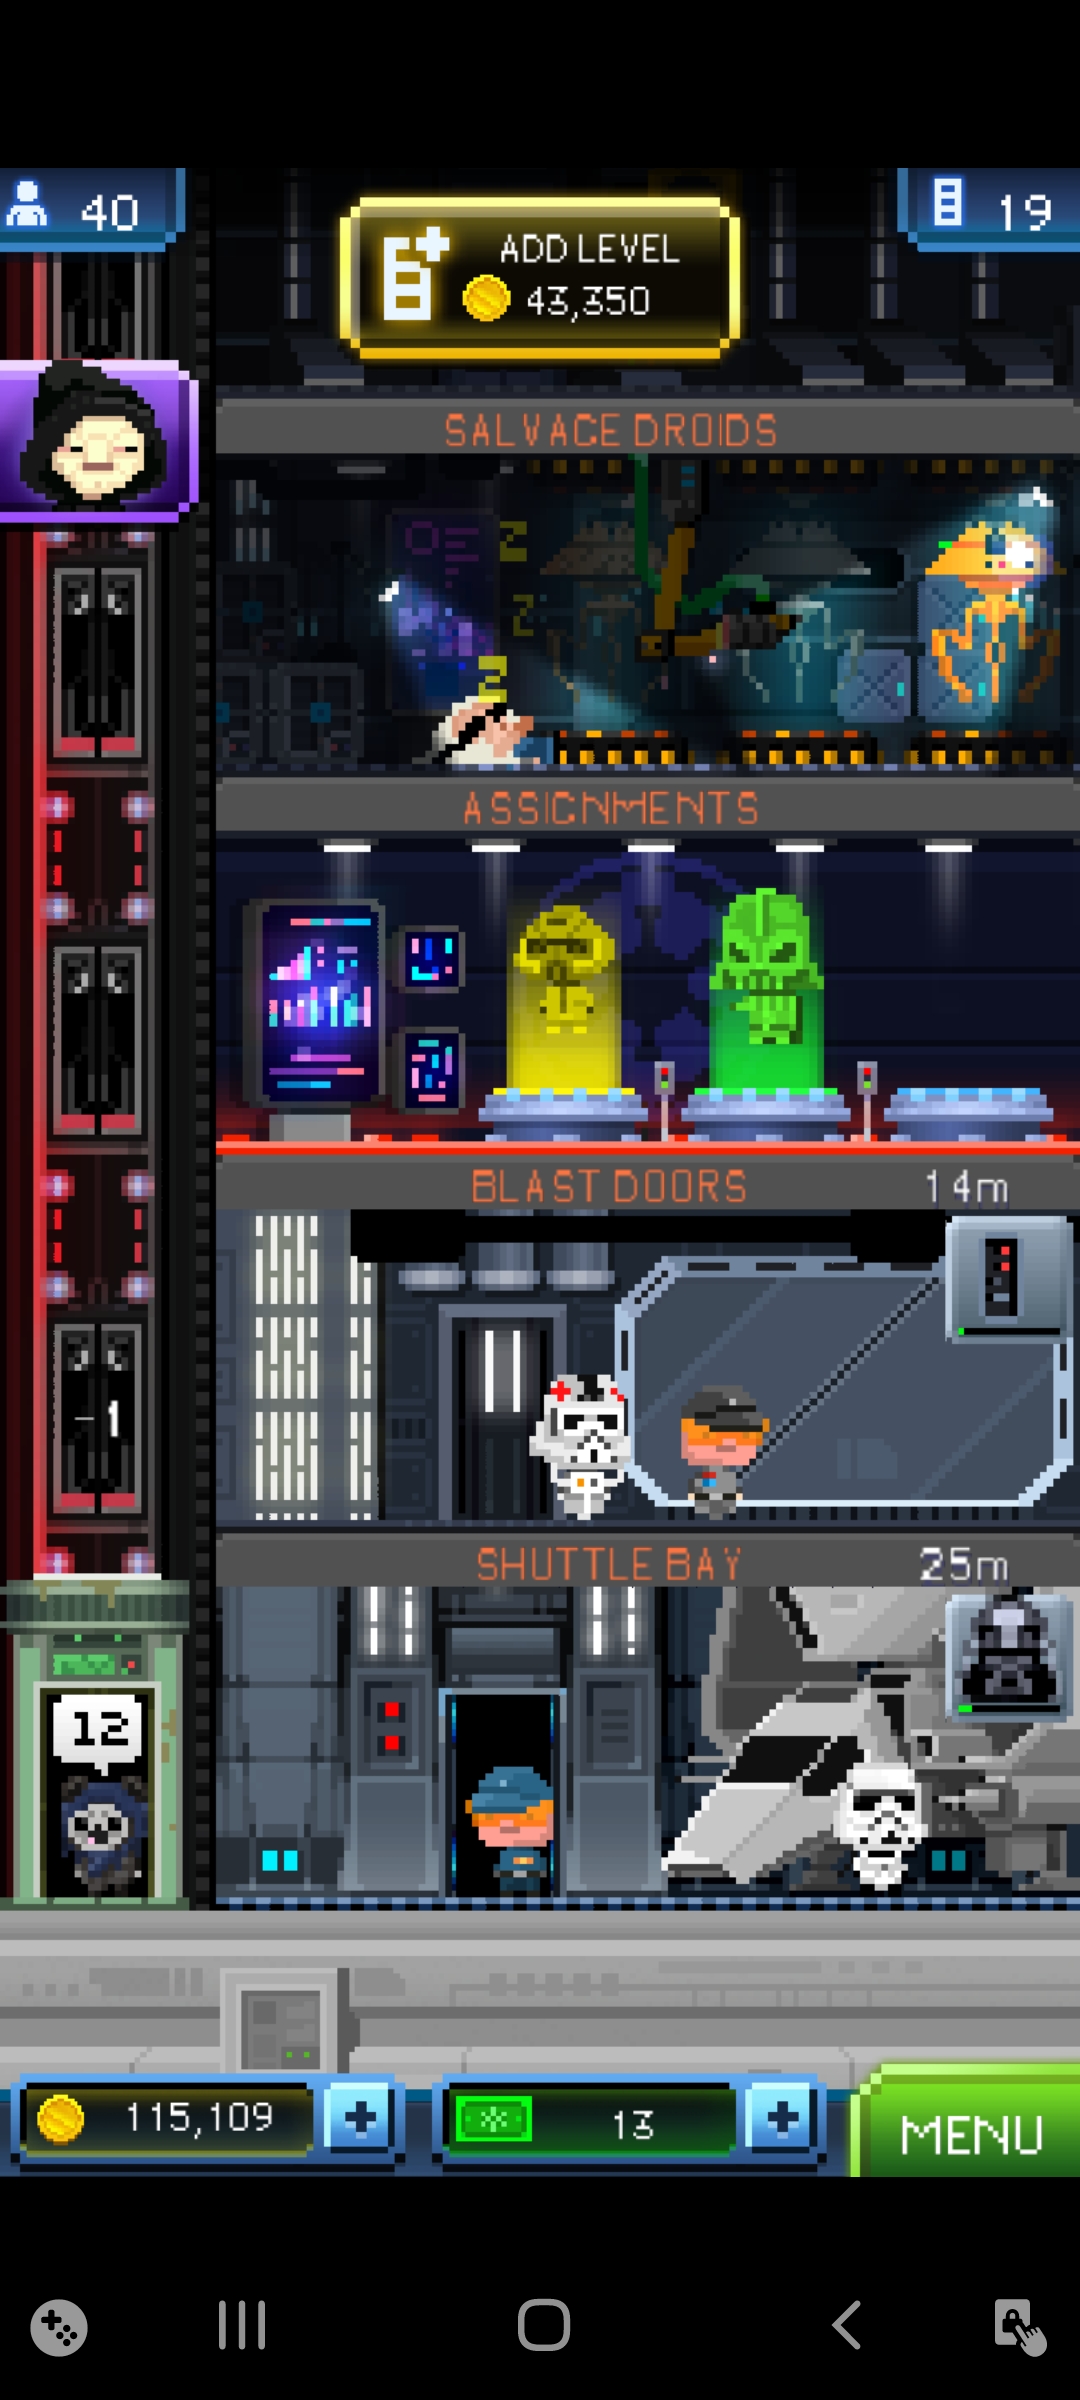 40
ADD LEVEL
43,350
19
SALVAGE DROIDS
Z
Z
Z
ASSIGNMENTS
BLAST DOORS 14m
-1
SHUTTLE BAY 25m
12
115,109
13
MENU